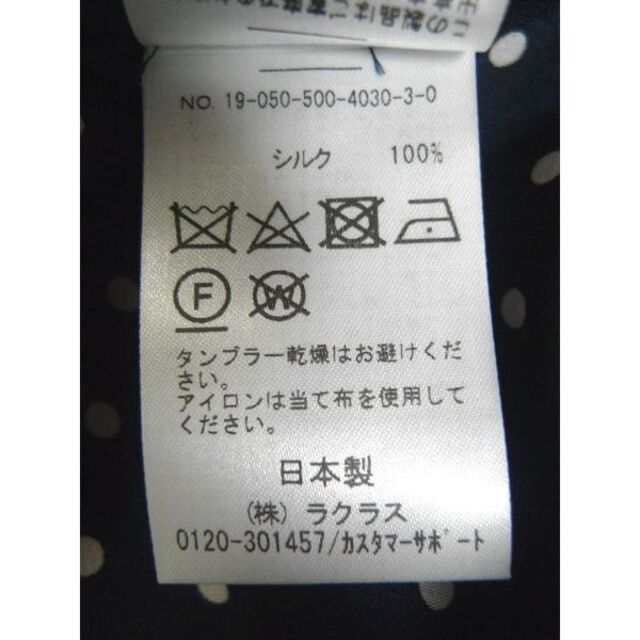 NO. 19-050-500-4030-3-0
シルク 100%
F
W
タンブラー乾燥はお避けくだ
さい。
アイロンは当て布を使用して
ください。
日本製
(株) ラクラス
0120-301457/カスタマーサポート